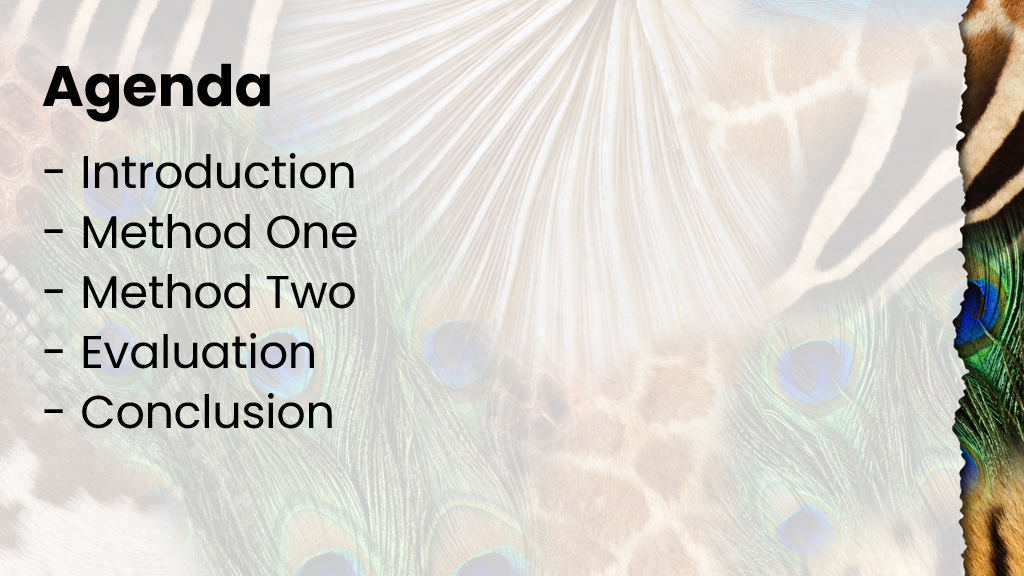 Agenda
- Introduction
- Method One
- Method Two
- Evaluation
- Conclusion